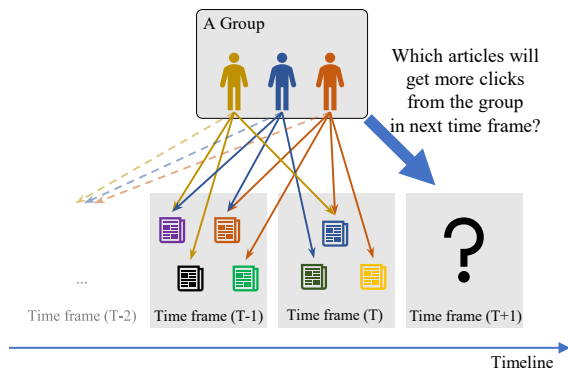 A Group
Which articles will
get more clicks
from the group
in next time frame?
...
Time frame (T-2)
Time frame (T-1)
Time frame (T)
Time frame (T+1)
?
Timeline